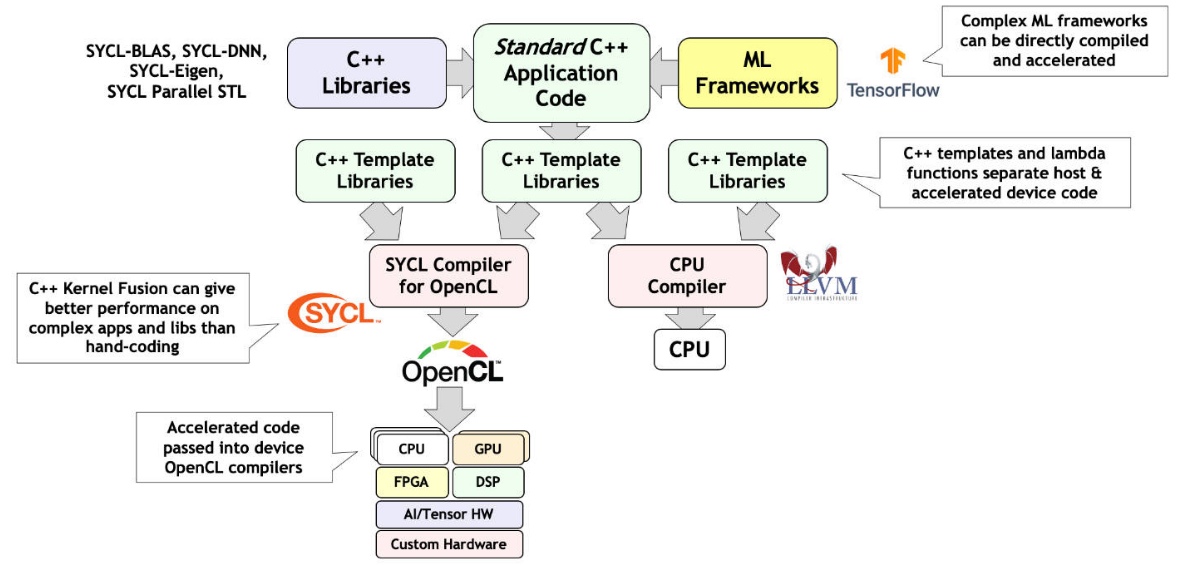 SYCL-BLAS, SYCL-DNN,
SYCL-Eigen,
SYCL Parallel STL
C++
Libraries
Standard C++
Application
Code
ML
Frameworks
TensorFlow
Complex ML frameworks
can be directly compiled
and accelerated
C++ Template
Libraries
C++ Template
Libraries
C++ Template
Libraries
C++ templates and lambda
functions separate host &
accelerated device code
SYCL Compiler
for OpenCL
CPU
Compiler
LLVM
COMPILER INFRASTRUCTURE
C++ Kernel Fusion can give
better performance on
complex apps and libs than
hand-coding
SYCL™
OpenCL™
CPU
Accelerated code
passed into device
OpenCL compilers
CPU
GPU
FPGA
DSP
AI/Tensor HW
Custom Hardware